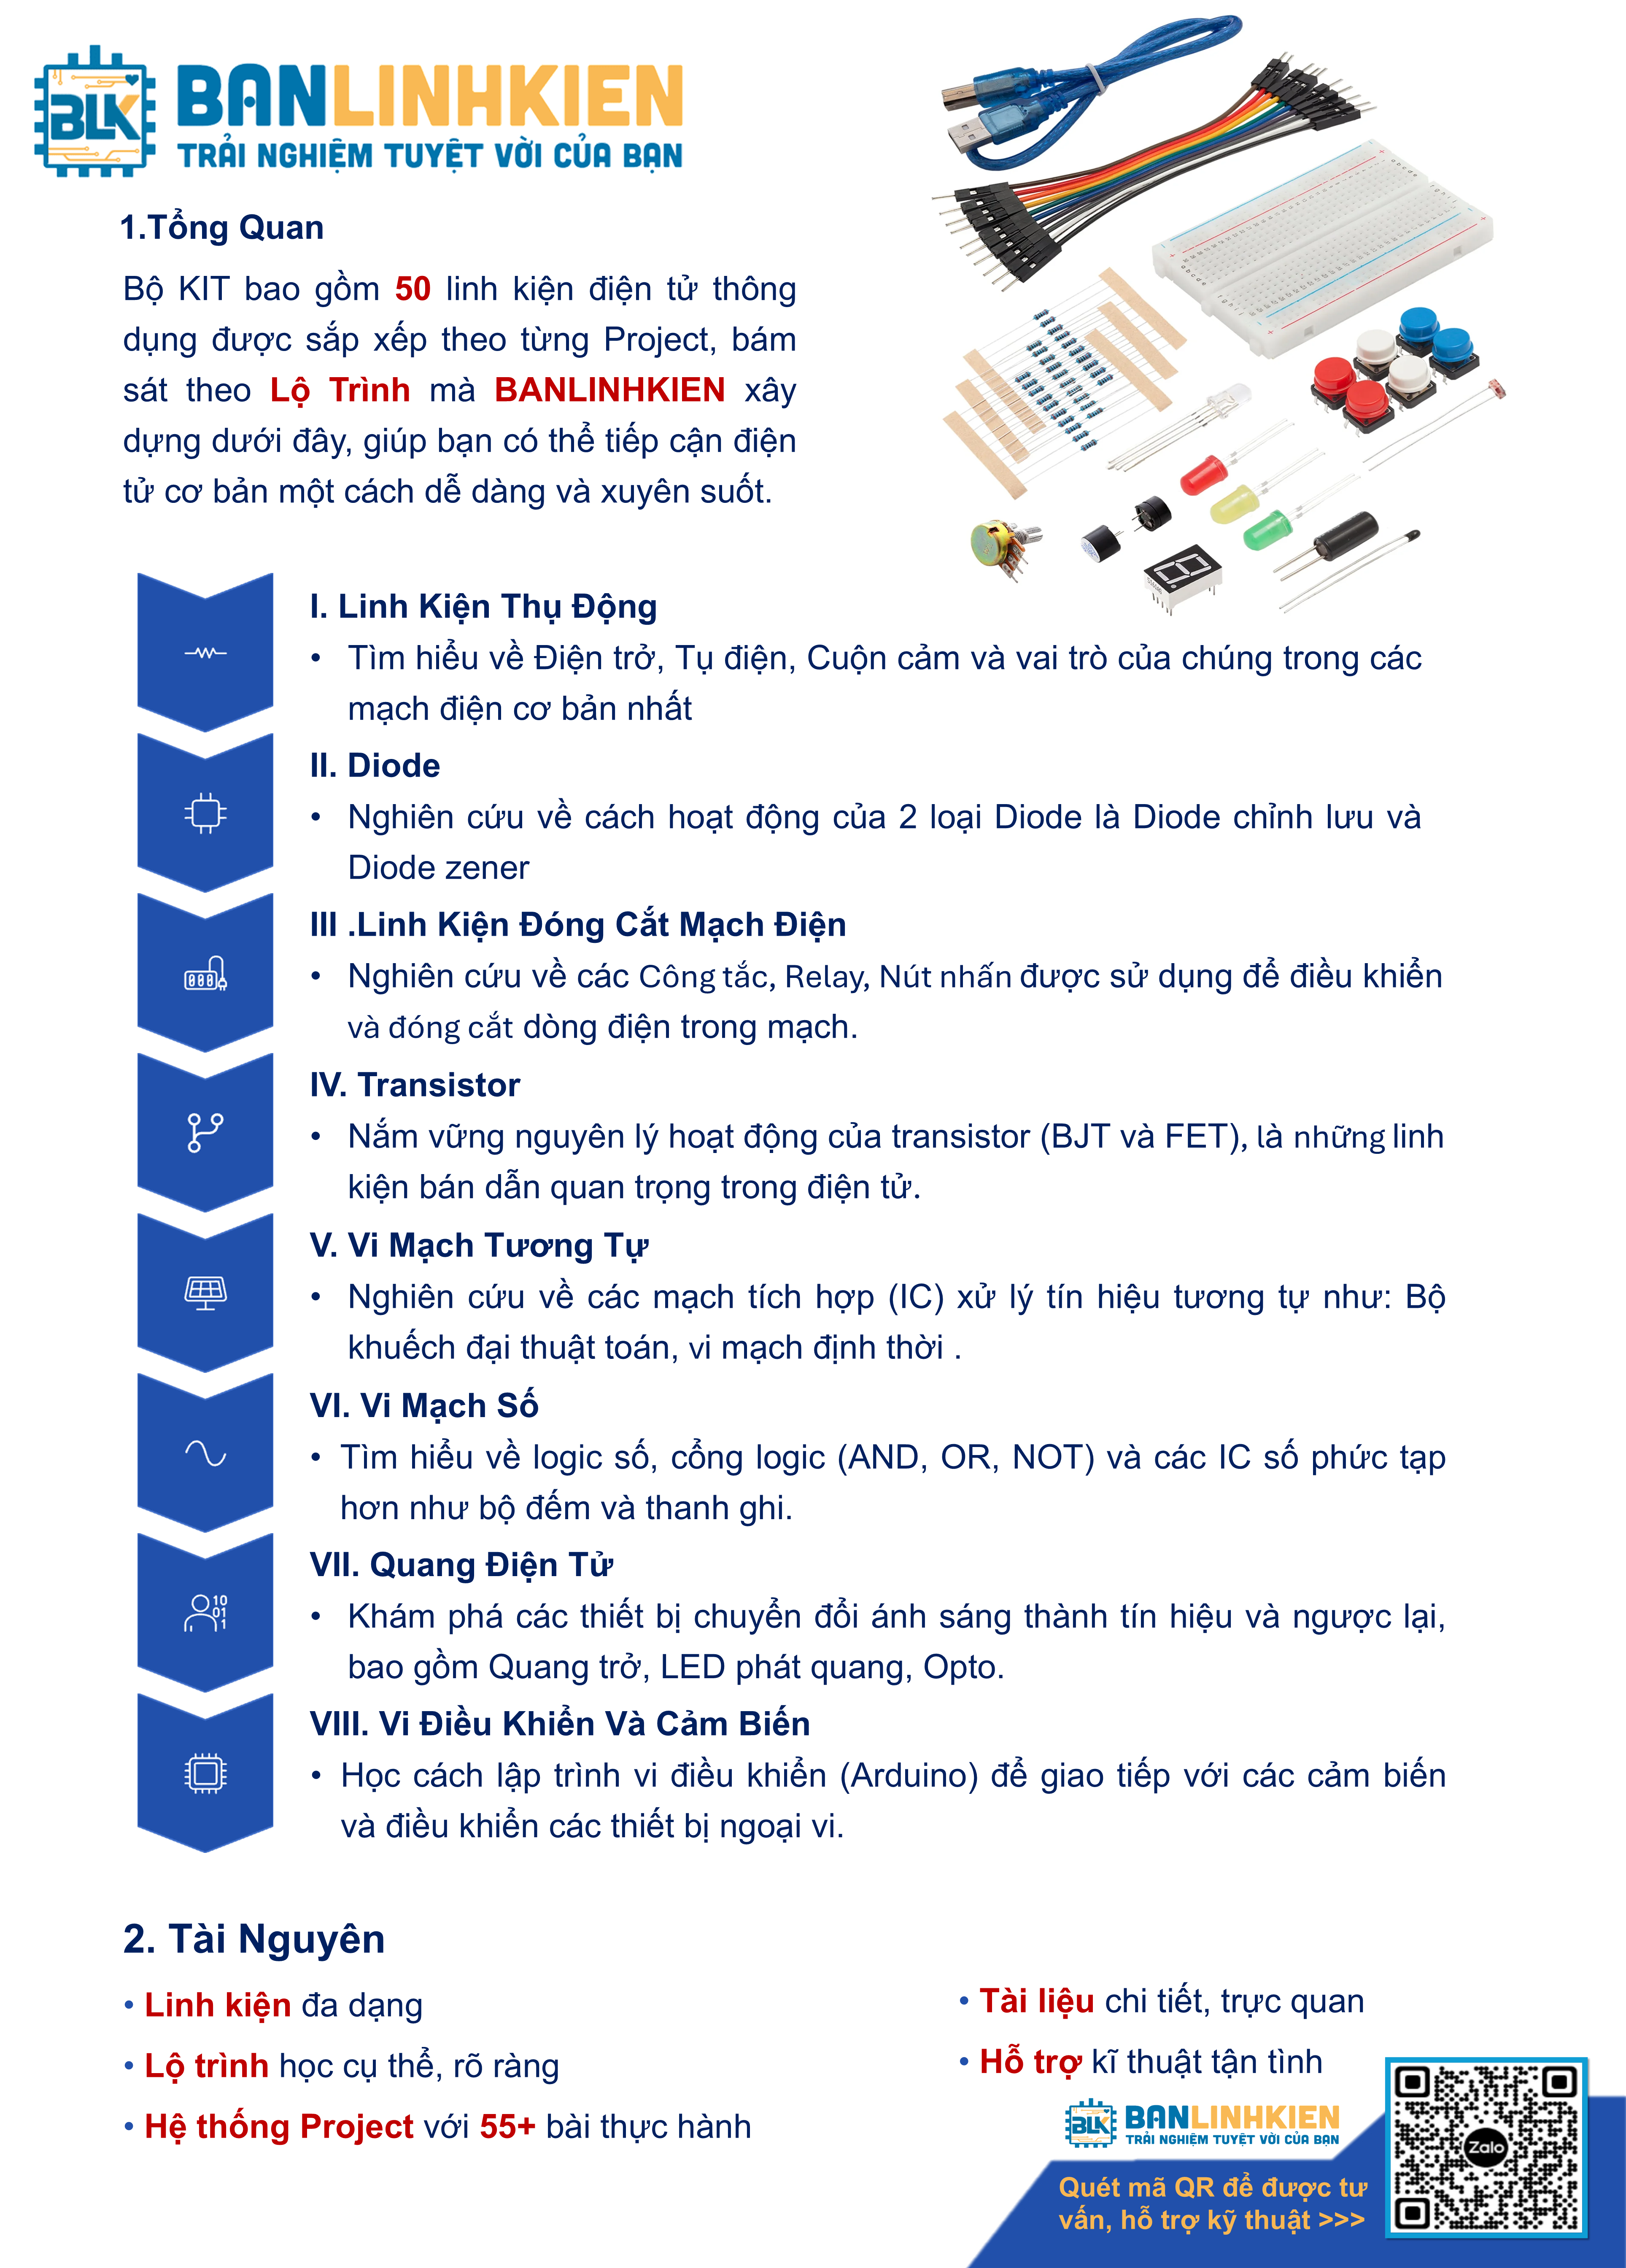 BLK
BANLINHKIEN
TRẢI NGHIỆM TUYỆT VỜI CỦA BẠN
1.Tổng Quan
Bộ KIT bao gồm 50 linh kiện điện tử thông
dụng được sắp xếp theo từng Project, bám
sát theo Lộ Trình mà BANLINHKIEN xây
dựng dưới đây, giúp bạn có thể tiếp cận điện
tử cơ bản một cách dễ dàng và xuyên suốt.
I. Linh Kiện Thụ Động
• Tìm hiểu về Điện trở, Tụ điện, Cuộn cảm và vai trò của chúng trong các
mạch điện cơ bản nhất
II. Diode
• Nghiên cứu về cách hoạt động của 2 loại Diode là Diode chỉnh lưu và
Diode zener
III .Linh Kiện Đóng Cắt Mạch Điện
• Nghiên cứu về các Công tắc, Relay, Nút nhấn được sử dụng để điều khiển
và đóng cắt dòng điện trong mạch.
IV. Transistor
• Nắm vững nguyên lý hoạt động của transistor (BJT và FET), là những linh
kiện bán dẫn quan trọng trong điện tử.
V. Vi Mạch Tương Tự
• Nghiên cứu về các mạch tích hợp (IC) xử lý tín hiệu tương tự như: Bộ
khuếch đại thuật toán, vi mạch định thời .
VI. Vi Mạch Số
• Tìm hiểu về logic số, cổng logic (AND, OR, NOT) và các IC số phức tạp
hơn như bộ đếm và thanh ghi.
10
01
VII. Quang Điện Tử
• Khám phá các thiết bị chuyển đổi ánh sáng thành tín hiệu và ngược lại,
bao gồm Quang trở, LED phát quang, Opto.
VIII. Vi Điều Khiển Và Cảm Biến
• Học cách lập trình vi điều khiển (Arduino) để giao tiếp với các cảm biến
và điều khiển các thiết bị ngoại vi.
2. Tài Nguyên
• Linh kiện đa dạng
• Lộ trình học cụ thể, rõ ràng
• Hệ thống Project với 55+ bài thực hành
• Tài liệu chi tiết, trực quan
• Hỗ trợ kĩ thuật tận tình
BLK
BANLINHKIEN
TRẢI NGHIỆM TUYỆT VỜI CỦA BẠN
Quét mã QR để được tư
vấn, hỗ trợ kỹ thuật >>>
Zalo